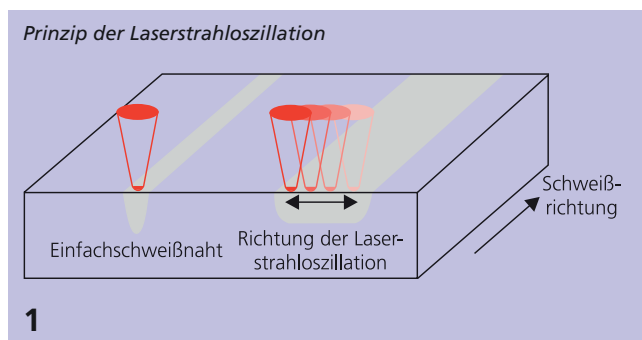 Prinzip der Laserstrahloszillation
Schweiß-
richtung
Einfachschweißnaht
Richtung der Laser-
strahloszillation
1